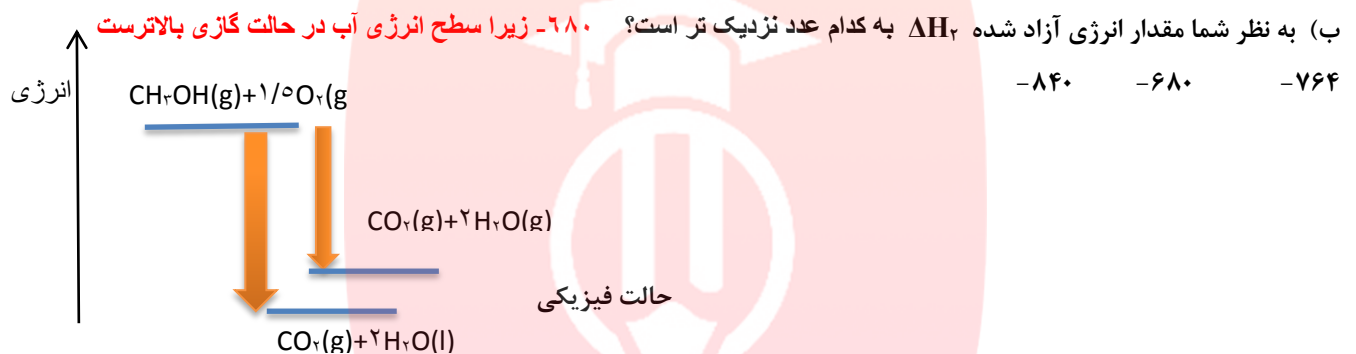 ب) به نظر شما مقدار انرژی آزاد شده ΔH۲ به کدام عدد نزدیک تر است؟ ۶۸۰- زیرا سطح انرژی آب در حالت گازی بالاترست
-۷۶۴ -۶۸۰ -۸۴۰
انرژی
CH۳OH(g)+۱/۵O۲(g
CO۲(g)+۲H۲O(g)
حالت فیزیکی
CO۲(g)+۲H۲O(l)